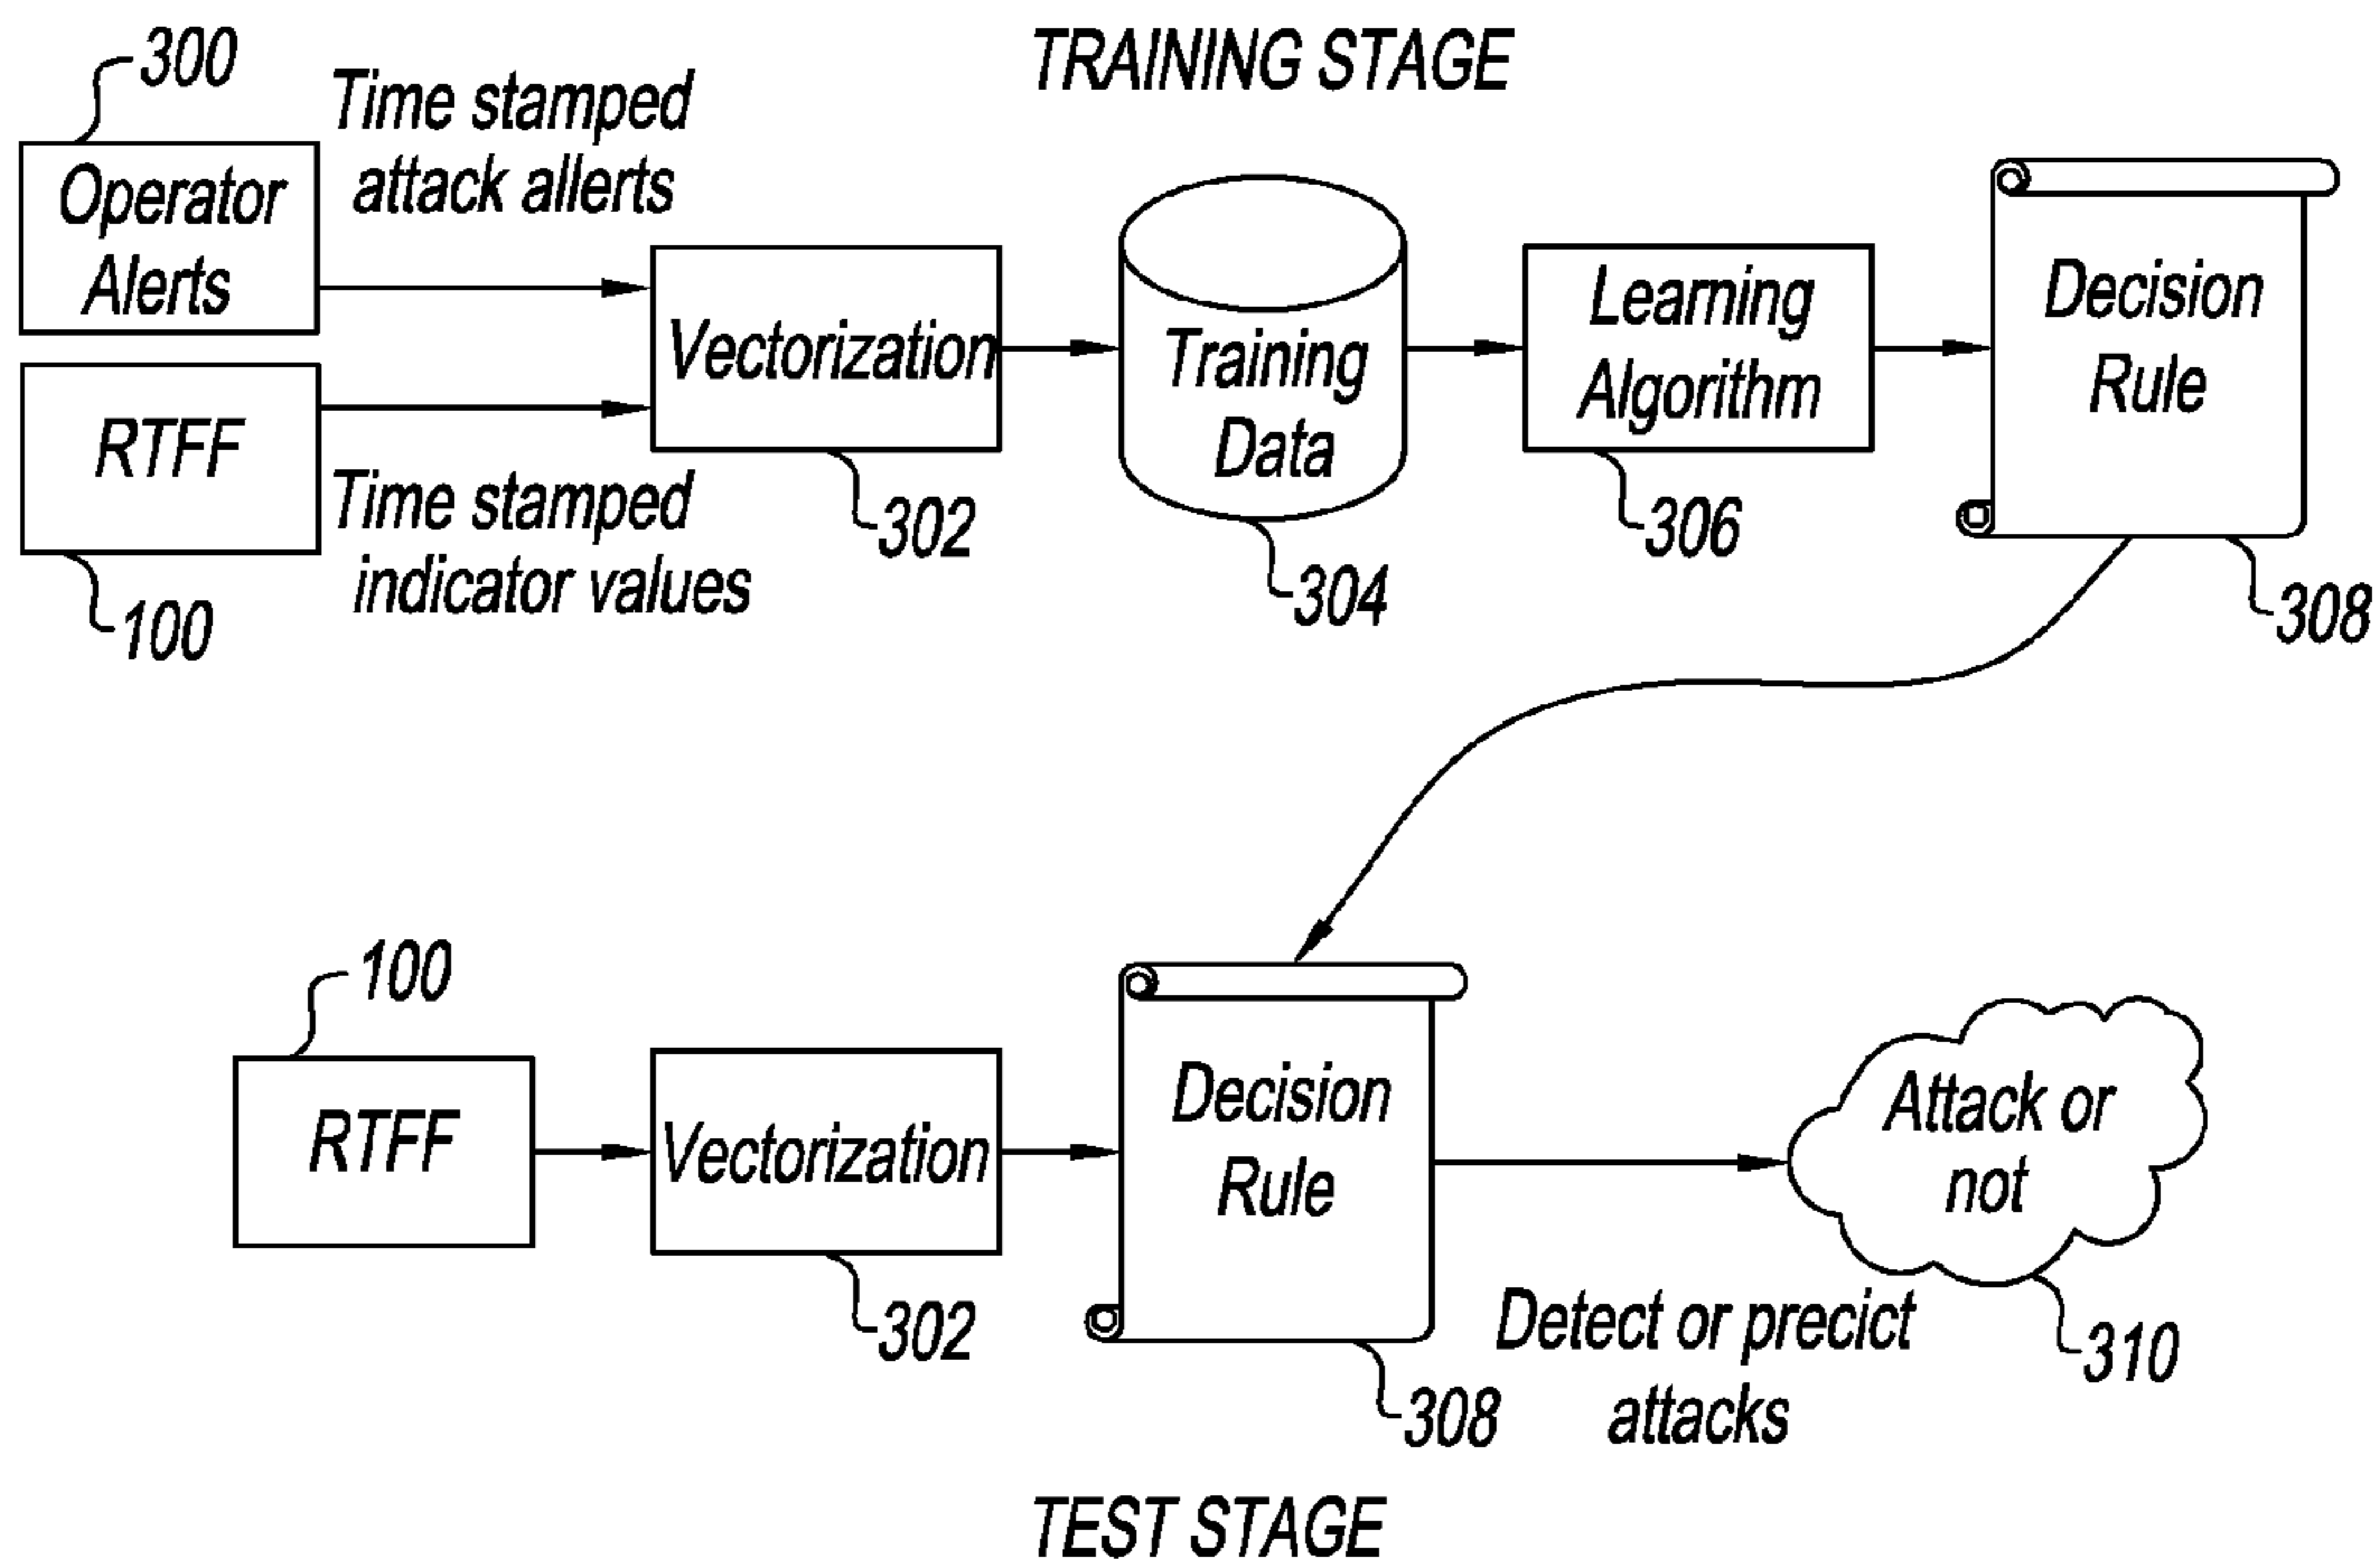 TRAINING STAGE
300
Time stamped
attack allerts
Operator
Alerts
RTFF
100
Time stamped
indicator values
Vectorization
302
Training
Data
304
Learning
Algorithm
306
Decision
Rule
308
100
RTFF
Vectorization
302
Decision
Rule
308
Detect or precict
attacks
Attack or
not
310
TEST STAGE